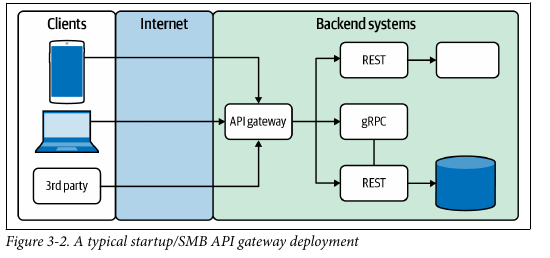 Clients
Internet
Backend systems
REST
API gateway
gRPC
3rd party
REST
Figure 3-2. A typical startup/SMB API gateway deployment